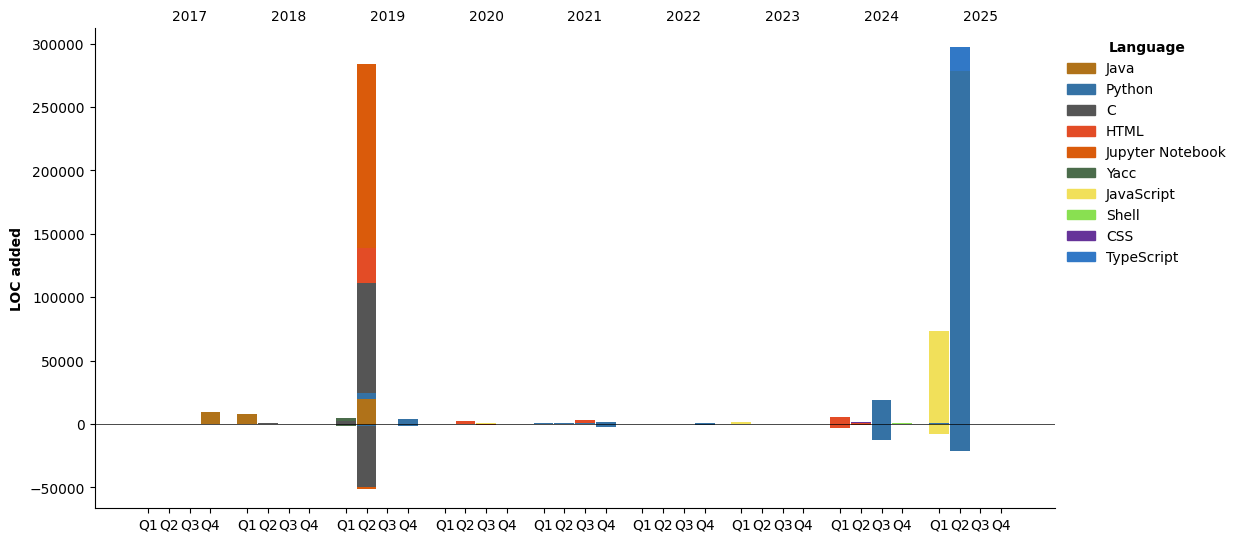 2017 2018 2019 2020 2021 2022 2023 2024 2025
LOC added
300000
250000
200000
150000
100000
50000
0
−50000
Q1 Q2 Q3 Q4 Q1 Q2 Q3 Q4 Q1 Q2 Q3 Q4 Q1 Q2 Q3 Q4 Q1 Q2 Q3 Q4 Q1 Q2 Q3 Q4 Q1 Q2 Q3 Q4 Q1 Q2 Q3 Q4 Q1 Q2 Q3 Q4
Language
Java
Python
C
HTML
Jupyter Notebook
Yacc
JavaScript
Shell
CSS
TypeScript